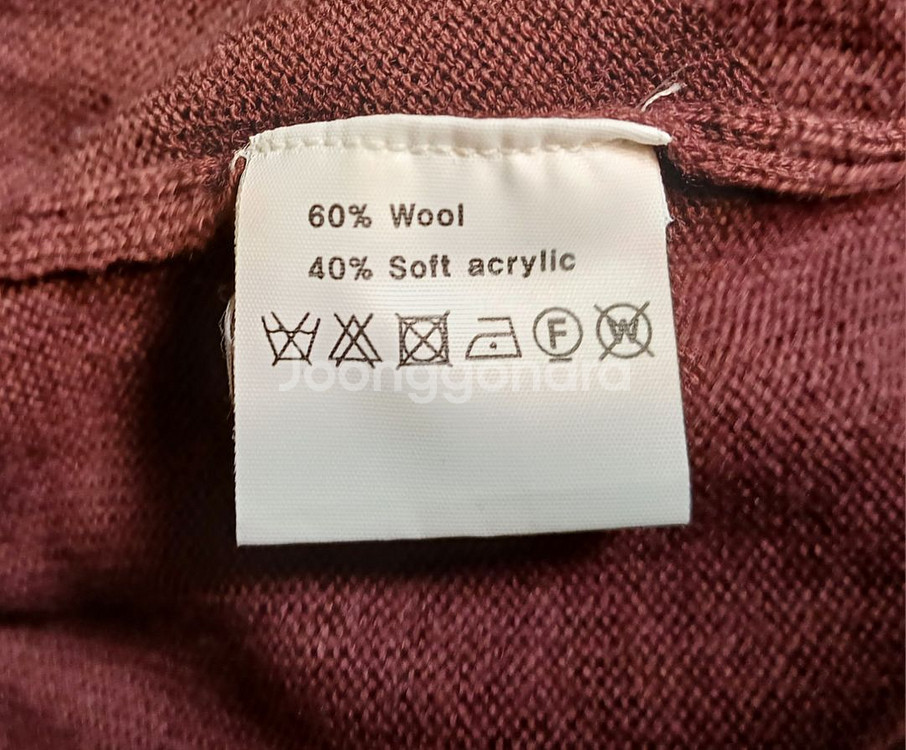 60% Wool
40% Soft acrylic
F W
Joonggonara